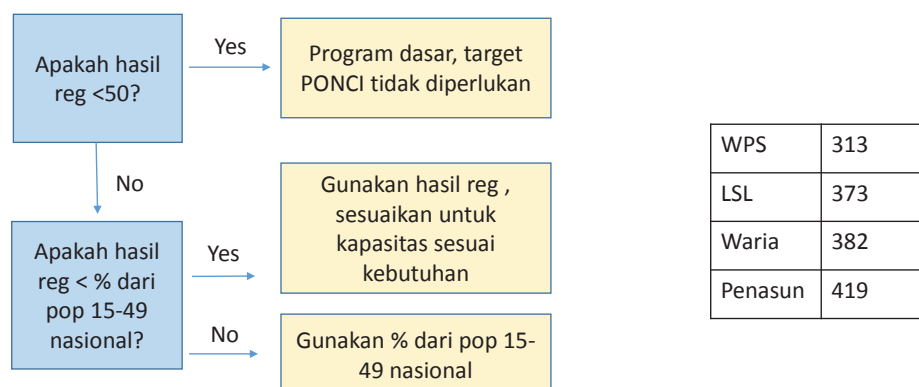 Apakah hasil
reg <50?
Yes
Program dasar, target
PONCI tidak diperlukan
No
Apakah hasil
reg < % dari
pop 15-49
nasional?
Yes
Gunakan hasil reg ,
sesuaikan untuk
kapasitas sesuai
kebutuhan
No
Gunakan % dari pop 15-
49 nasional
WPS 313
LSL 373
Waria 382
Penasun 419